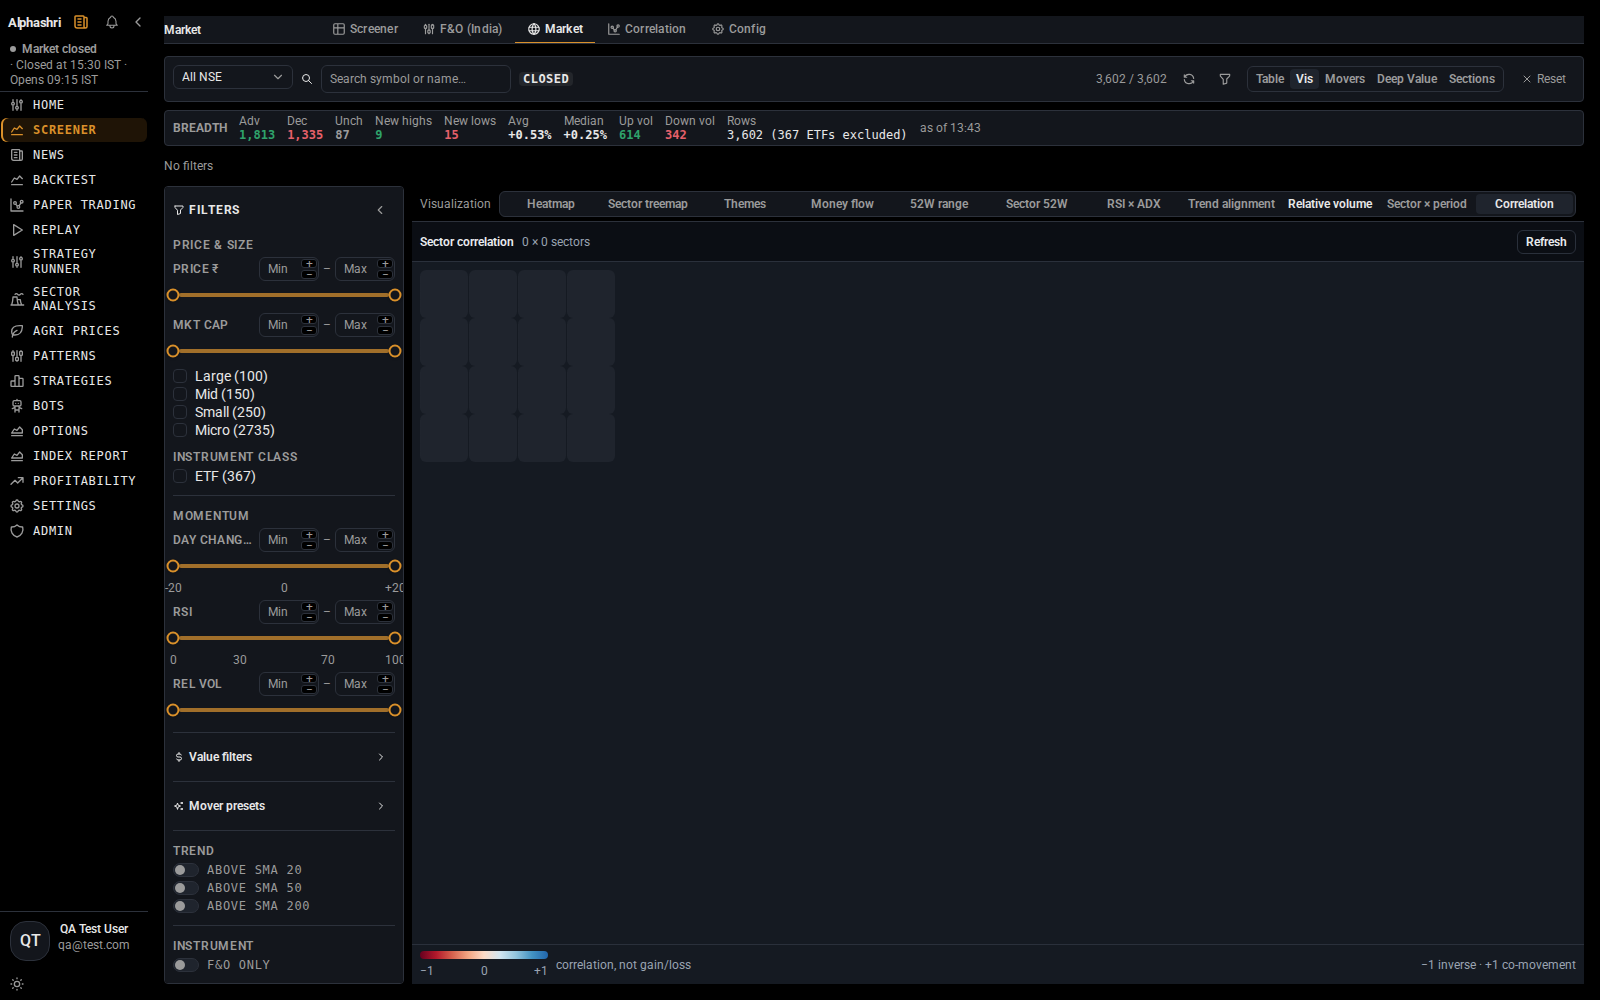 Alphashri
Market closed
· Closed at 15:30 IST ·
Opens 09:15 IST
HOME
SCREENER
NEWS
BACKTEST
PAPER TRADING
REPLAY
STRATEGY
RUNNER
SECTOR
ANALYSIS
AGRI PRICES
PATTERNS
STRATEGIES
BOTS
OPTIONS
INDEX REPORT
PROFITABILITY
SETTINGS
ADMIN
QT
QA Test User
qa@test.com
Market
Screener
F&O (India)
Market
Correlation
Config
All NSE
Search symbol or name...
CLOSED
3,602 / 3,602
Table
Vis
Movers
Deep Value
Sections
Reset
BREADTH
Adv
1,813
Dec
1,335
Unch
87
New highs
9
New lows
15
Avg
+0.53%
Median
+0.25%
Up vol
614
Down vol
342
Rows
3,602 (367 ETFs excluded)
as of 13:43
No filters
FILTERS
PRICE & SIZE
PRICE ₹ Min – Max
MKT CAP Min – Max
Large (100)
Mid (150)
Small (250)
Micro (2735)
INSTRUMENT CLASS
ETF (367)
MOMENTUM
DAY CHANG... Min – Max
-20 0 +20
RSI Min – Max
0 30 70 100
REL VOL Min – Max
Value filters
Mover presets
TREND
ABOVE SMA 20
ABOVE SMA 50
ABOVE SMA 200
INSTRUMENT
F&O ONLY
Visualization
Heatmap
Sector treemap
Themes
Money flow
52W range
Sector 52W
RSI × ADX
Trend alignment
Relative volume
Sector × period
Correlation
Sector correlation 0 × 0 sectors
Refresh
−1 0 +1 correlation, not gain/loss
−1 inverse · +1 co-movement